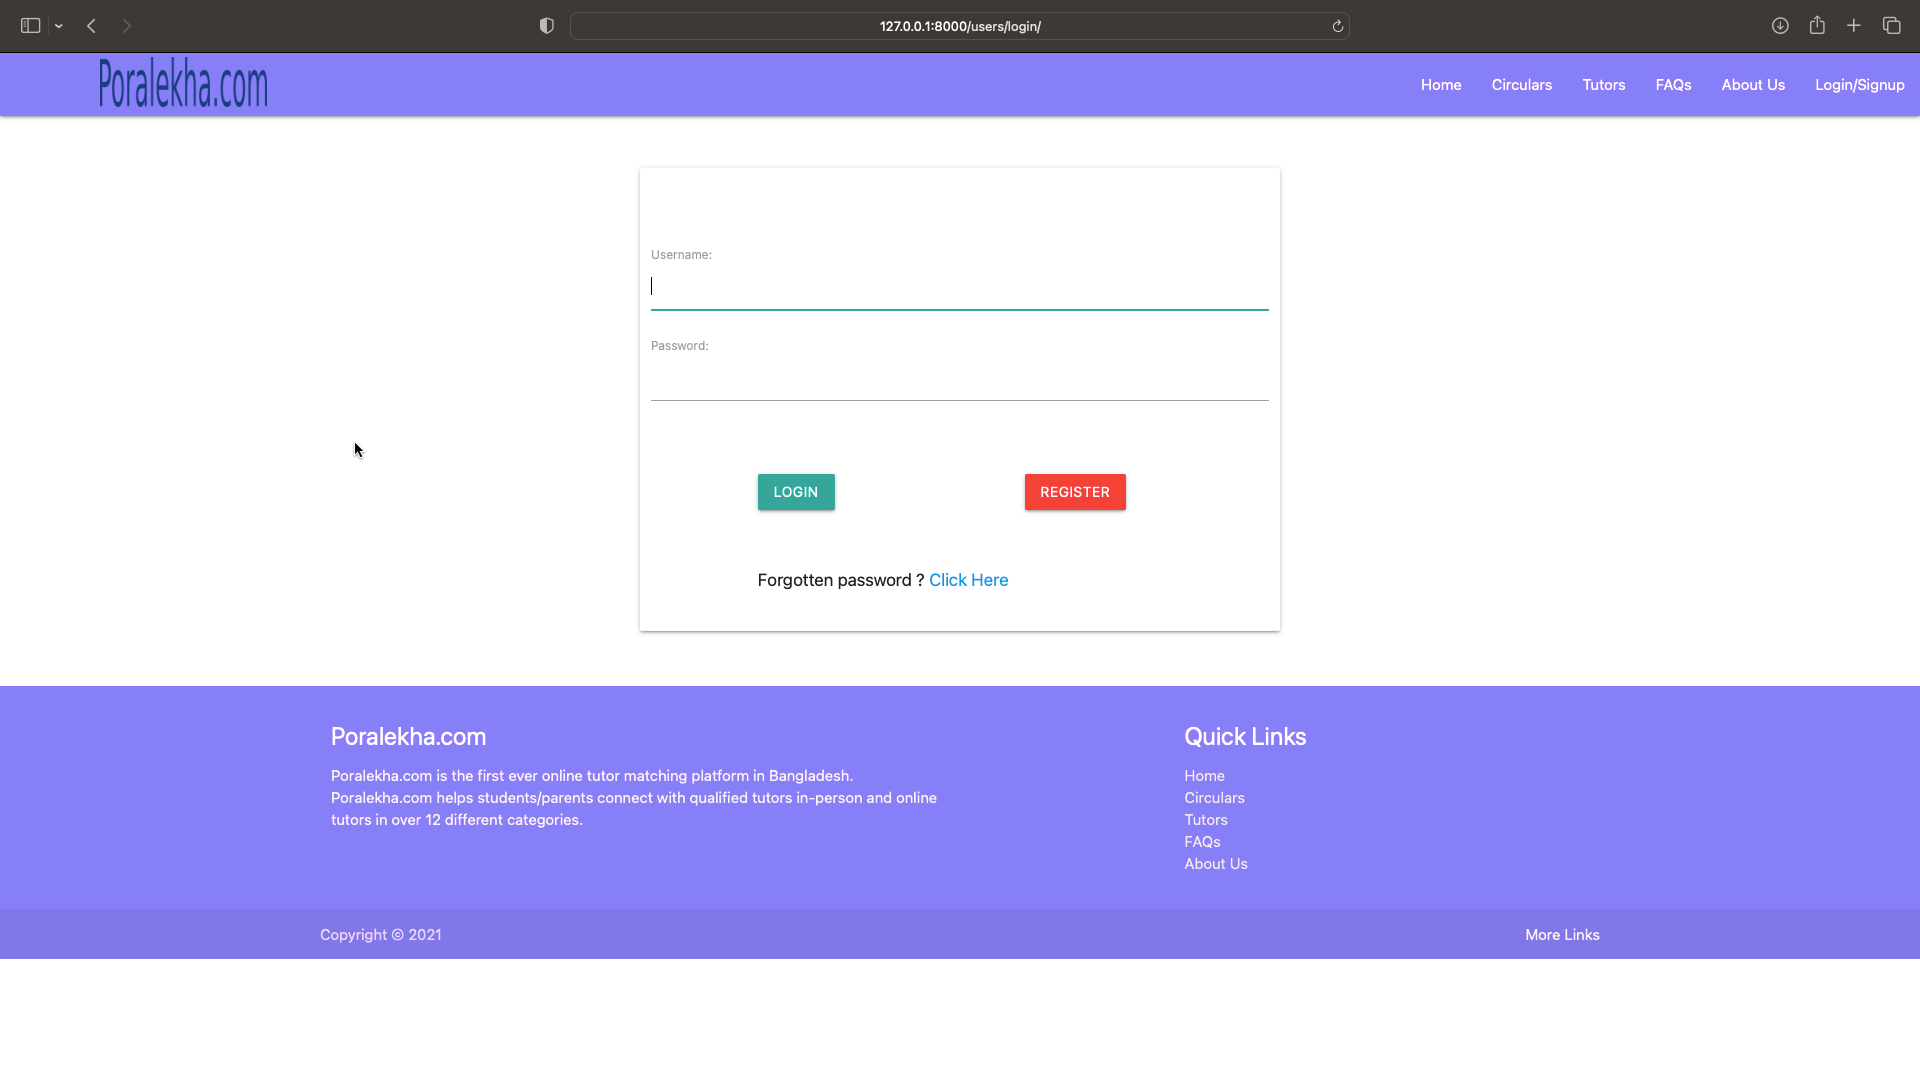 127.0.0.1:8000/users/login/
Poralekha.com
Home Circulars Tutors FAQs About Us Login/Signup
Username:
Password:
LOGIN REGISTER
Forgotten password ? Click Here
Poralekha.com
Poralekha.com is the first ever online tutor matching platform in Bangladesh.
Poralekha.com helps students/parents connect with qualified tutors in-person and online
tutors in over 12 different categories.
Quick Links
Home
Circulars
Tutors
FAQs
About Us
Copyright © 2021
More Links